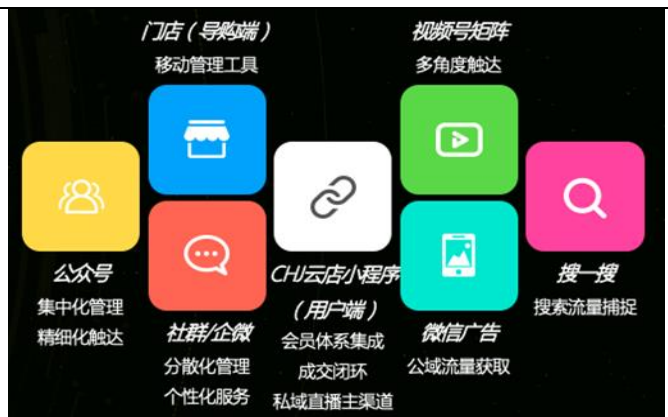 门店（导购端）
移动管理工具
视频号矩阵
多角度触达
公众号
集中化管理
精细化触达
社群/企微
分散化管理
个性化服务
CHJ云店小程序
（用户端）
会员体系集成
成交闭环
私域直播主渠道
微信广告
公域流量获取
搜一搜
搜索流量捕捉